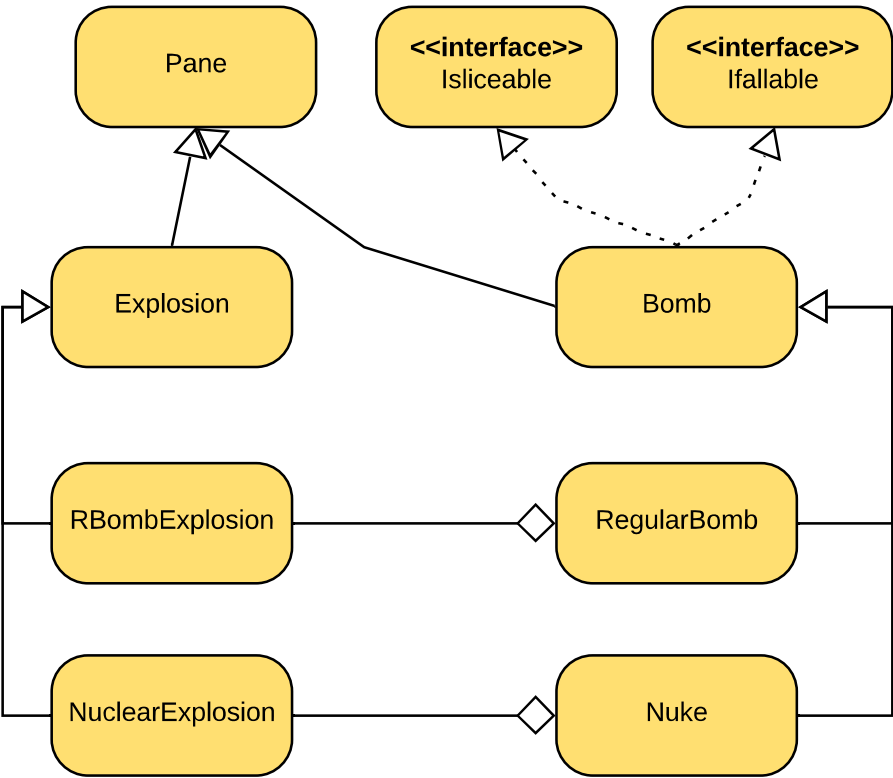 Pane
<<interface>>
Isliceable
<<interface>>
Ifallable
Explosion
Bomb
RBombExplosion
RegularBomb
NuclearExplosion
Nuke